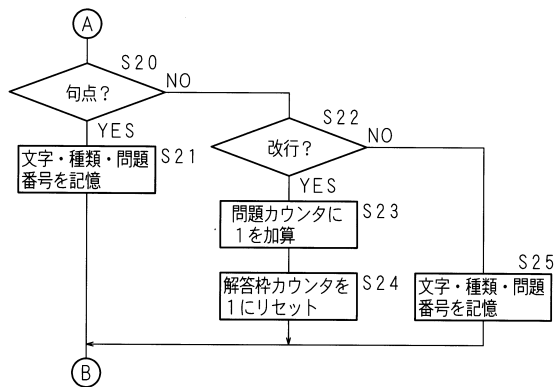 A
S20
句点？
NO
YES
S22
文字・種類・問題
番号を記憶
S21
改行？
NO
YES
問題カウンタに
１を加算
S23
解答枠カウンタを
１にリセット
S24
S25
文字・種類・問題
番号を記憶
B